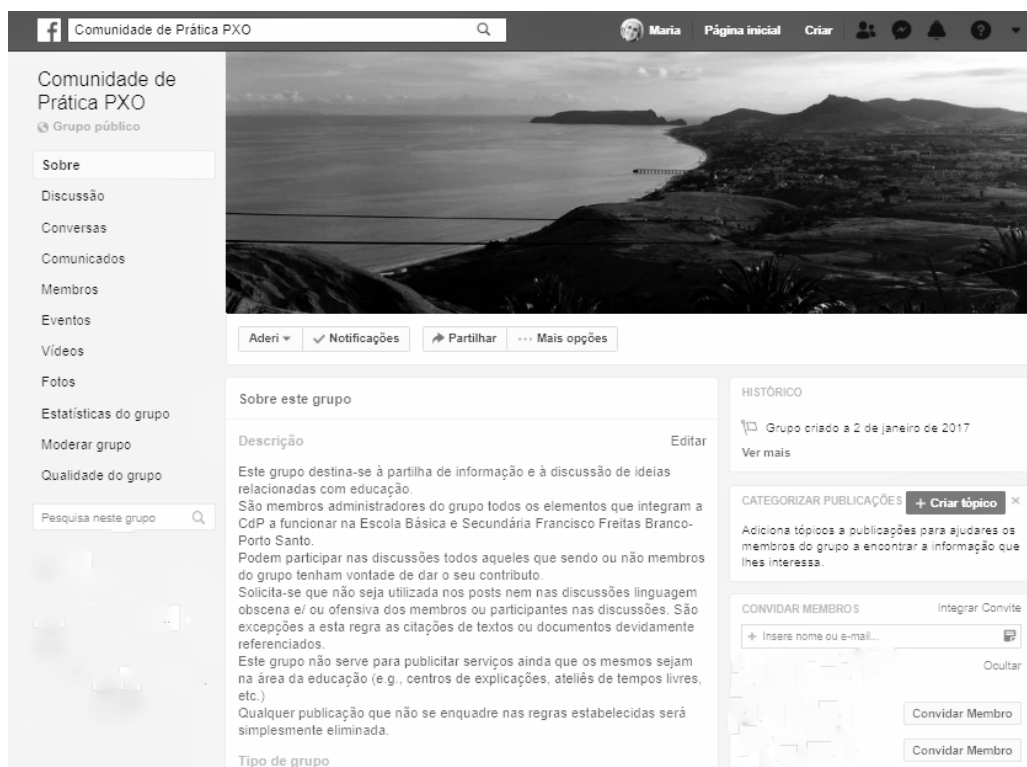 f Comunidade de Prática PXO
Maria Página inicial Criar
Comunidade de
Prática PXO
Grupo público
Sobre
Discussão
Conversas
Comunicados
Membros
Eventos
Vídeos
Fotos
Estatísticas do grupo
Moderar grupo
Qualidade do grupo
Pesquisa neste grupo
Aderi
Notificações
Partilhar
Mais opções
Sobre este grupo
Descrição Editar
Este grupo destina-se à partilha de informação e à discussão de ideias
relacionadas com educação.
São membros administradores do grupo todos os elementos que integram a
CdP a funcionar na Escola Básica e Secundária Francisco Freitas Branco-
Porto Santo.
Podem participar nas discussões todos aqueles que sendo ou não membros
do grupo tenham vontade de dar o seu contributo.
Solicita-se que não seja utilizada nos posts nem nas discussões linguagem
obscena e/ ou ofensiva dos membros ou participantes nas discussões. São
excepções a esta regra as citações de textos ou documentos devidamente
referenciados.
Este grupo não serve para publicitar serviços ainda que os mesmos sejam
na área da educação (e.g., centros de explicações, ateliês de tempos livres,
etc.)
Qualquer publicação que não se enquadre nas regras estabelecidas será
simplesmente eliminada.
Tipo de grupo
HISTÓRICO
Grupo criado a 2 de janeiro de 2017
Ver mais
CATEGORIZAR PUBLICAÇÕES + Criar tópico ×
Adiciona tópicos a publicações para ajudares os
membros do grupo a encontrar a informação que
lhes interessa.
CONVIDAR MEMBROS Integrar Convite
+ Insere nome ou e-mail...
Ocultar
Convidar Membro
Convidar Membro